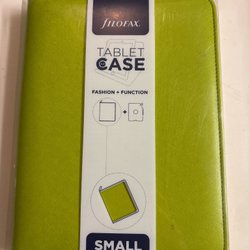 filofax
TABLET
CASE
FASHION + FUNCTION
+
SMALL